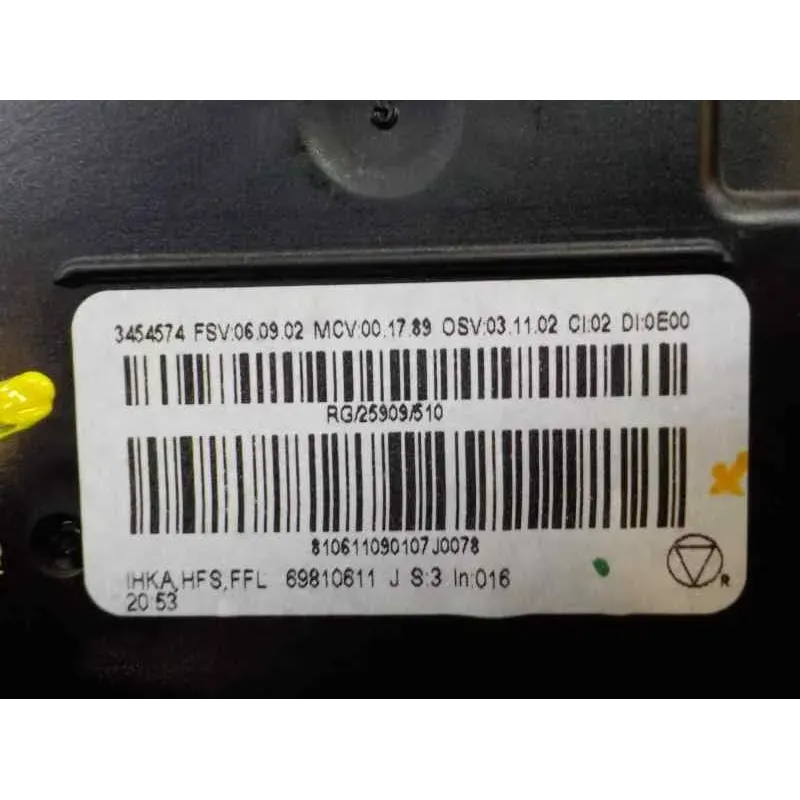 3454574 FSV:06.09.02 MCV:00.17.89 OSV:03.11.02 CI:02 DI:0E00
RG/25909/510
810611090107J0078
IHKA,HFS,FFL 69810611 J S:3 In:016
R
20:53